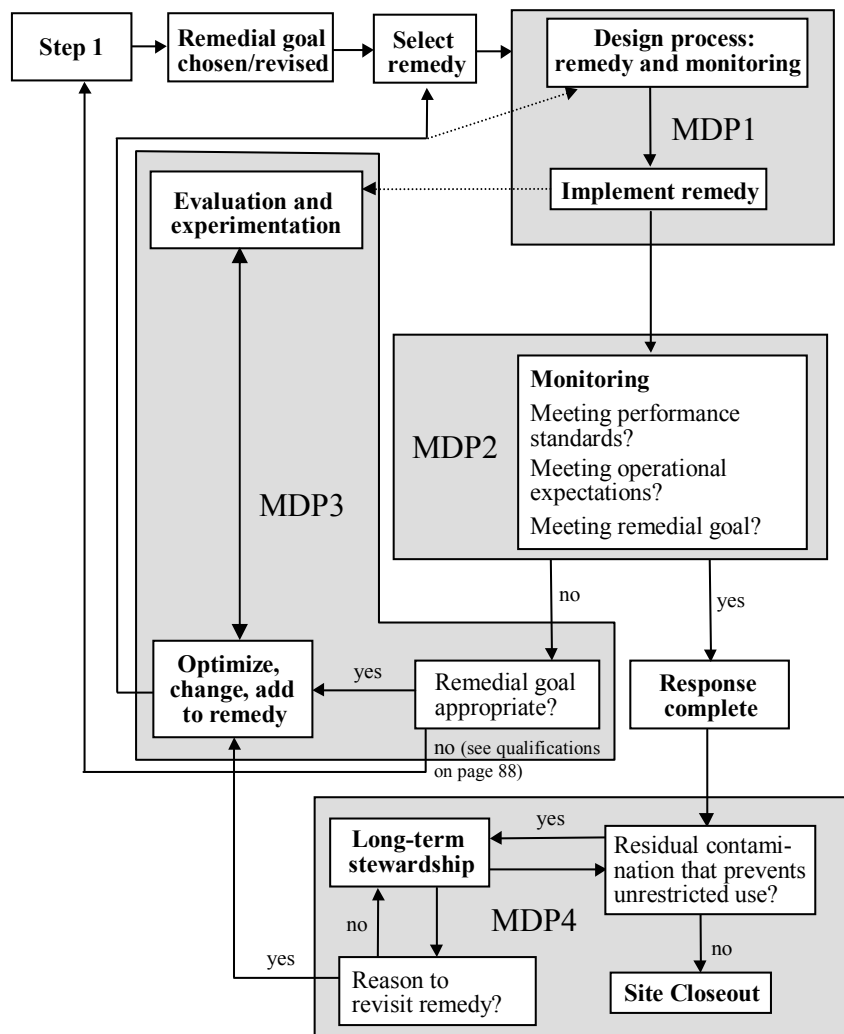 Step 1
Remedial goal
chosen/revised
Select
remedy
Design process:
remedy and monitoring
MDP1
Implement remedy
Evaluation and
experimentation
MDP3
Monitoring
Meeting performance
standards?
Meeting operational
expectations?
Meeting remedial goal?
MDP2
no
yes
Optimize,
change, add
to remedy
yes
Remedial goal
appropriate?
no (see qualifications
on page 88)
Response
complete
Long-term
stewardship
yes
Residual contami-
nation that prevents
unrestricted use?
MDP4
no
yes
Reason to
revisit remedy?
no
Site Closeout